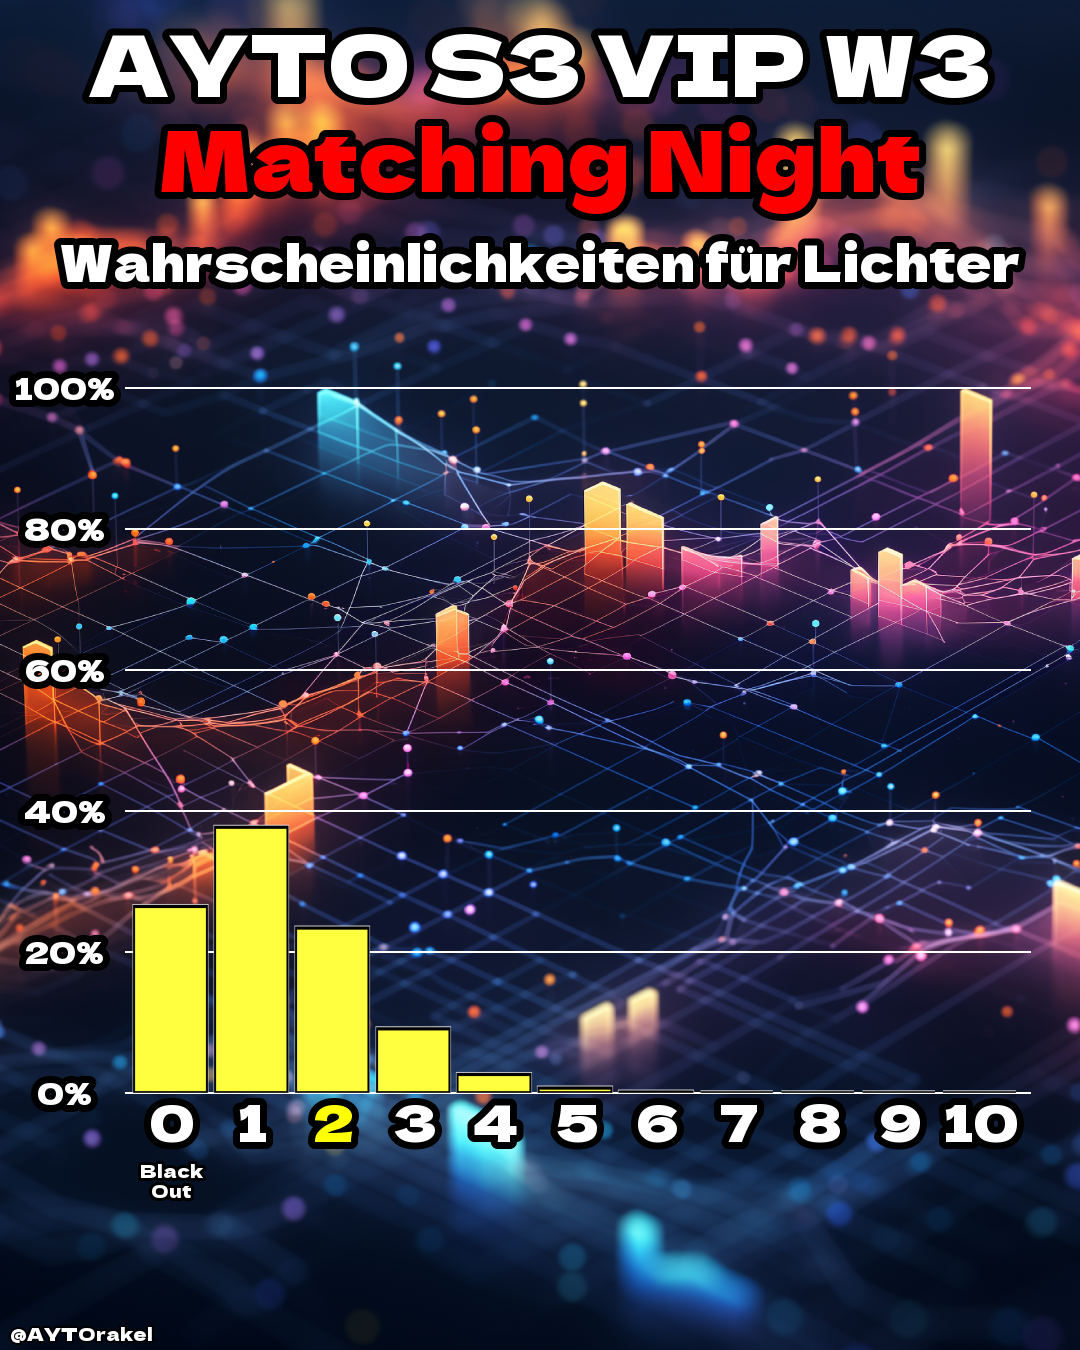 AYTO S3 VIP W3
Matching Night
Wahrscheinlichkeiten für Lichter
100%
80%
60%
40%
20%
0%
0 1 2 3 4 5 6 7 8 9 10
Black
Out
@AYTOrakel